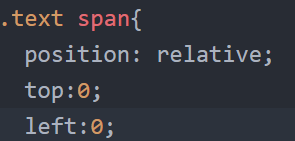 .text span{
position: relative;
top:0;
left:0;